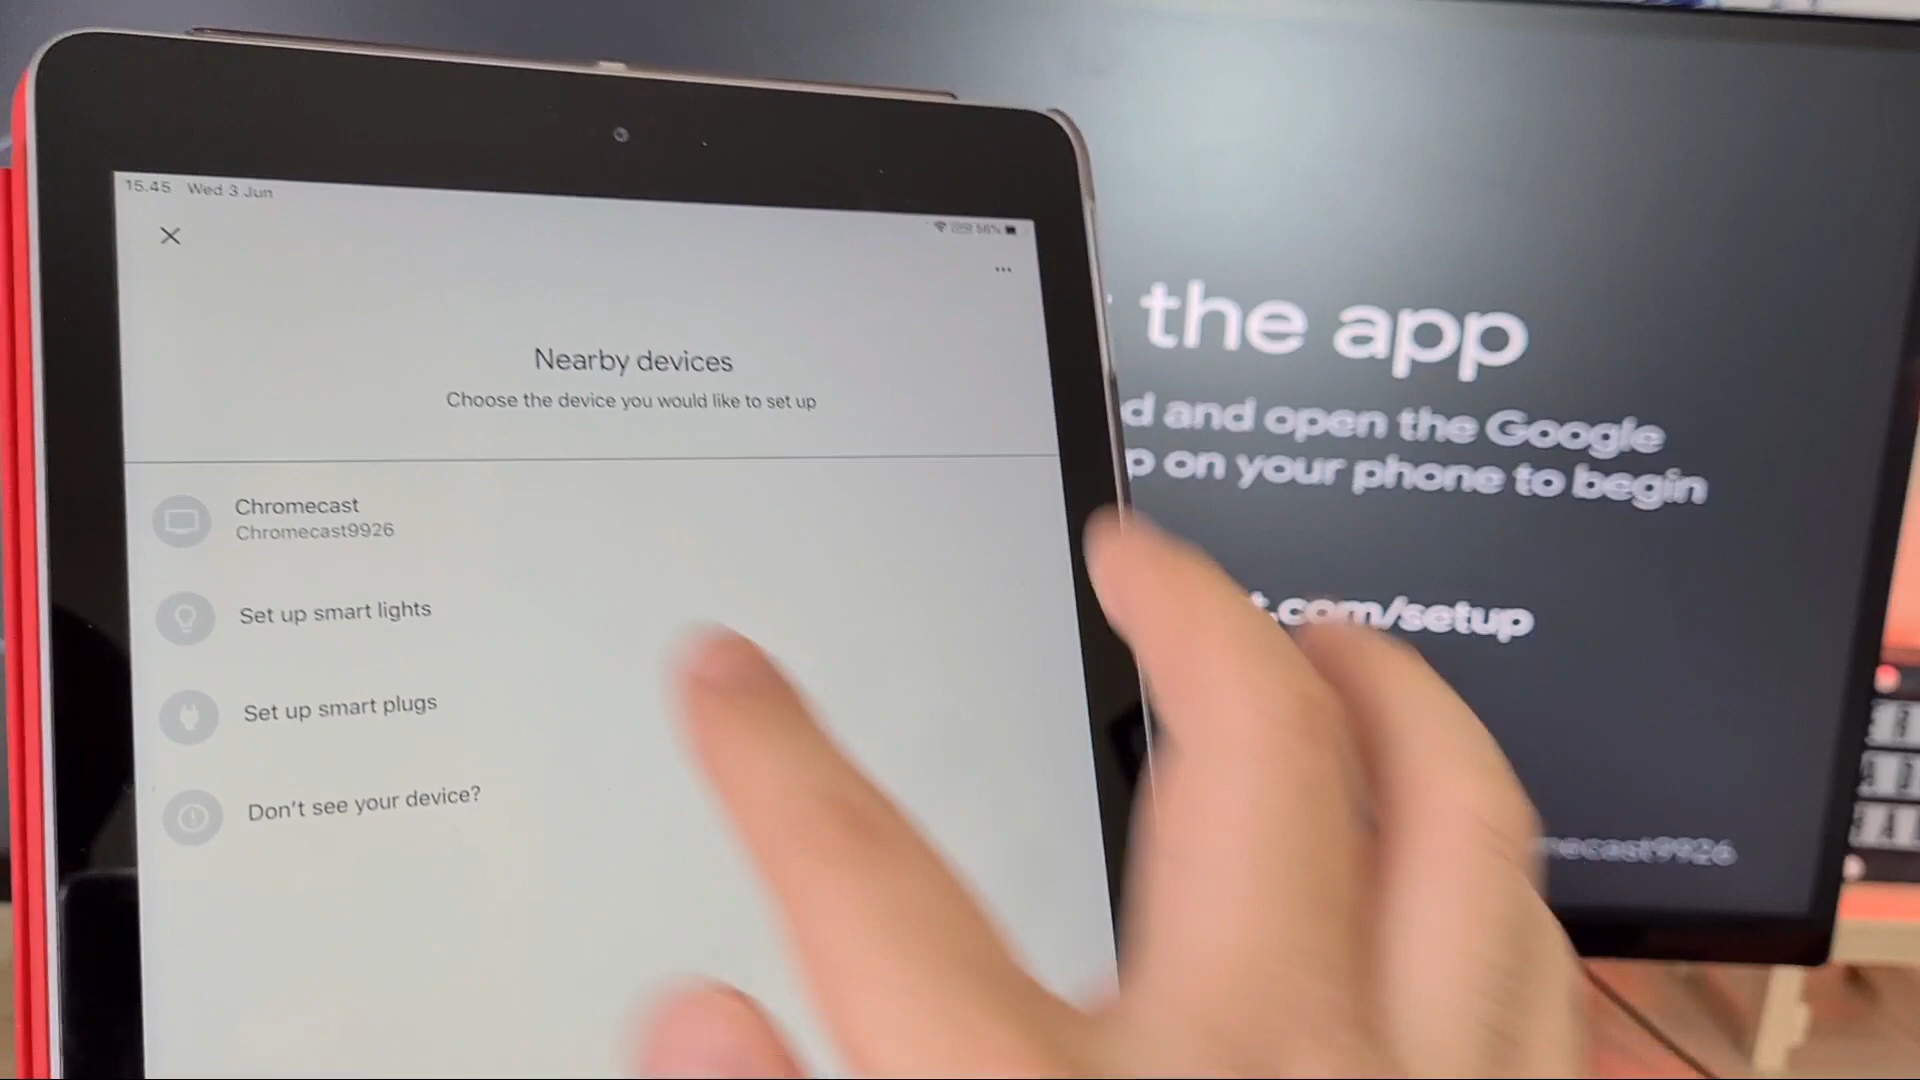 15.45 Wed 3 Jun
56%
Nearby devices
Choose the device you would like to set up
Chromecast
Chromecast9926
Set up smart lights
Set up smart plugs
Don't see your device?
the app
and open the Google
on your phone to begin
.com/setup